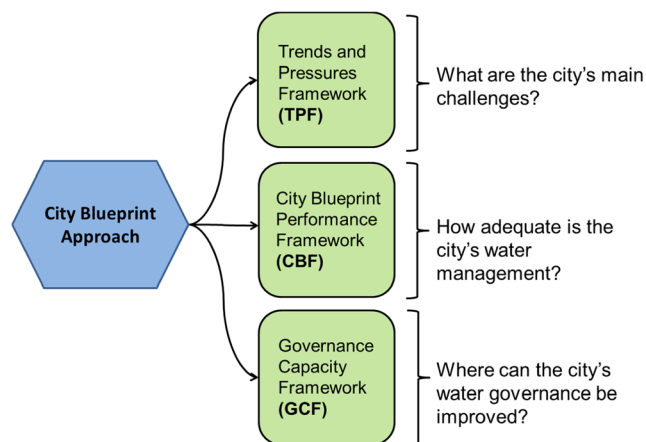 City Blueprint
Approach
Trends and
Pressures
Framework
(TPF)
What are the city’s main
challenges?
City Blueprint
Performance
Framework
(CBF)
How adequate is the
city’s water
management?
Governance
Capacity
Framework
(GCF)
Where can the city’s
water governance be
improved?